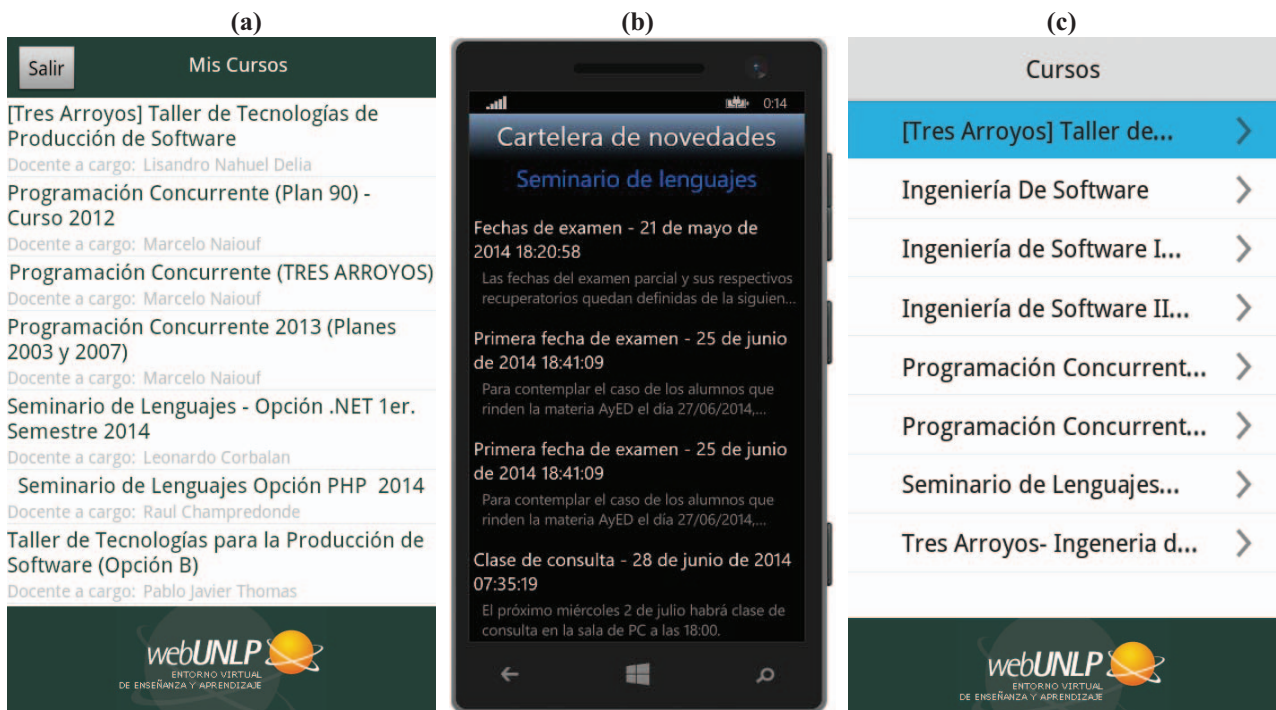 (a)
Salir
Mis Cursos
[Tres Arroyos] Taller de Tecnologías de
Producción de Software
Docente a cargo: Lisandro Nahuel Delia
Programación Concurrente (Plan 90) -
Curso 2012
Docente a cargo: Marcelo Naiouf
Programación Concurrente (TRES ARROYOS)
Docente a cargo: Marcelo Naiouf
Programación Concurrente 2013 (Planes
2003 y 2007)
Docente a cargo: Marcelo Naiouf
Seminario de Lenguajes - Opción .NET 1er.
Semestre 2014
Docente a cargo: Leonardo Corbalan
Seminario de Lenguajes Opción PHP 2014
Docente a cargo: Raul Champredonde
Taller de Tecnologías para la Producción de
Software (Opción B)
Docente a cargo: Pablo Javier Thomas
webUNLP
ENTORNO VIRTUAL
DE ENSEÑANZA Y APRENDIZAJE
(b)
0:14
Cartelera de novedades
Seminario de lenguajes
Fechas de examen - 21 de mayo de
2014 18:20:58
Las fechas del examen parcial y sus respectivos
recuperatorios quedan definidas de la siguien...
Primera fecha de examen - 25 de junio
de 2014 18:41:09
Para contemplar el caso de los alumnos que
rinden la materia AyED el día 27/06/2014,...
Primera fecha de examen - 25 de junio
de 2014 18:41:09
Para contemplar el caso de los alumnos que
rinden la materia AyED el día 27/06/2014,...
Clase de consulta - 28 de junio de 2014
07:35:19
El próximo miércoles 2 de julio habrá clase de
consulta en la sala de PC a las 18:00.
(c)
Cursos
[Tres Arroyos] Taller de...
Ingeniería De Software
Ingeniería de Software I...
Ingeniería de Software II...
Programación Concurrent...
Programación Concurrent...
Seminario de Lenguajes...
Tres Arroyos- Ingeneria d...
webUNLP
ENTORNO VIRTUAL
DE ENSEÑANZA Y APRENDIZAJE